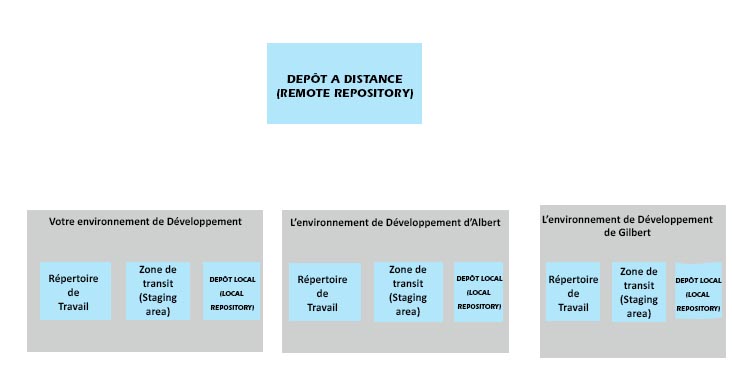 DEPÔT A DISTANCE
(REMOTE REPOSITORY)
Votre environnement de Développement
Répertoire
de
Travail
Zone de
transit
(Staging
area)
DEPÔT LOCAL
(LOCAL
REPOSITORY)
L'environnement de Développement d'Albert
Répertoire
de
Travail
Zone de
transit
(Staging
area)
DEPÔT LOCAL
(LOCAL
REPOSITORY)
L'environnement de Développement
de Gilbert
Répertoire
de
Travail
Zone de
transit
(Staging
area)
DEPÔT LOCAL
(LOCAL
REPOSITORY)